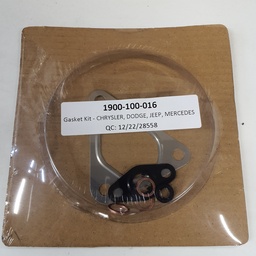 1900-100-016
Gasket Kit - CHRYSLER, DODGE, JEEP, MERCEDES
QC: 12/22/28558